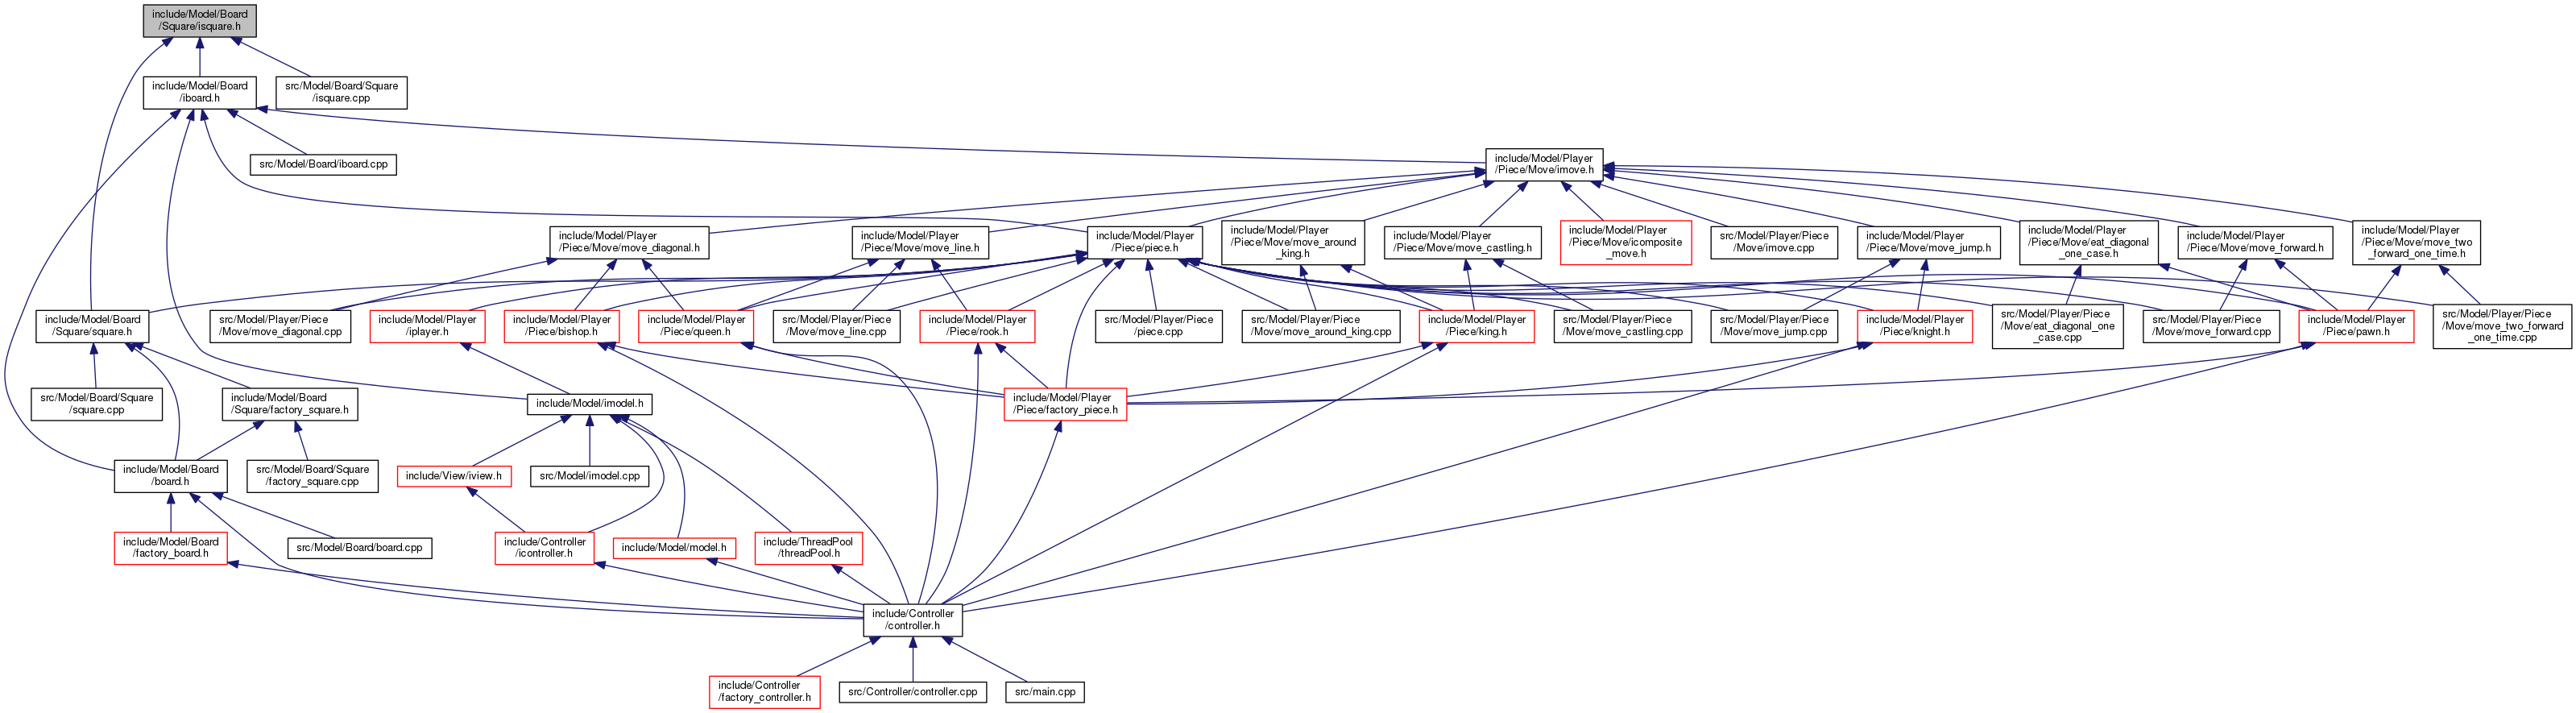 include/Model/Board
/Square/isquare.h
include/Model/Board
/iboard.h
src/Model/Board/Square
/isquare.cpp
src/Model/Board/iboard.cpp
include/Model/Player
/Piece/Move/imove.h
include/Model/Player
/Piece/Move/move_diagonal.h
include/Model/Player
/Piece/Move/move_line.h
include/Model/Player
/Piece/piece.h
include/Model/Player
/Piece/Move/move_around
_king.h
include/Model/Player
/Piece/Move/move_castling.h
include/Model/Player
/Piece/Move/icomposite
_move.h
src/Model/Player/Piece
/Move/imove.cpp
include/Model/Player
/Piece/Move/move_jump.h
include/Model/Player
/Piece/Move/eat_diagonal
_one_case.h
include/Model/Player
/Piece/Move/move_forward.h
include/Model/Player
/Piece/Move/move_two
_forward_one_time.h
include/Model/Board
/Square/square.h
src/Model/Player/Piece
/Move/move_diagonal.cpp
include/Model/Player
/iplayer.h
include/Model/Player
/Piece/bishop.h
include/Model/Player
/Piece/queen.h
src/Model/Player/Piece
/Move/move_line.cpp
include/Model/Player
/Piece/rook.h
src/Model/Player/Piece
/piece.cpp
src/Model/Player/Piece
/Move/move_around_king.cpp
include/Model/Player
/Piece/king.h
src/Model/Player/Piece
/Move/move_castling.cpp
src/Model/Player/Piece
/Move/move_jump.cpp
include/Model/Player
/Piece/knight.h
src/Model/Player/Piece
/Move/eat_diagonal_one
_case.cpp
src/Model/Player/Piece
/Move/move_forward.cpp
include/Model/Player
/Piece/pawn.h
src/Model/Player/Piece
/Move/move_two_forward
_one_time.cpp
src/Model/Board/Square
/square.cpp
include/Model/Board
/Square/factory_square.h
include/Model/imodel.h
include/Model/Player
/Piece/factory_piece.h
include/Model/Board
/board.h
src/Model/Board/Square
/factory_square.cpp
include/View/iview.h
src/Model/imodel.cpp
include/Model/Board
/factory_board.h
src/Model/Board/board.cpp
include/Controller
/icontroller.h
include/Model/model.h
include/ThreadPool
/threadPool.h
include/Controller
/controller.h
include/Controller
/factory_controller.h
src/Controller/controller.cpp
src/main.cpp